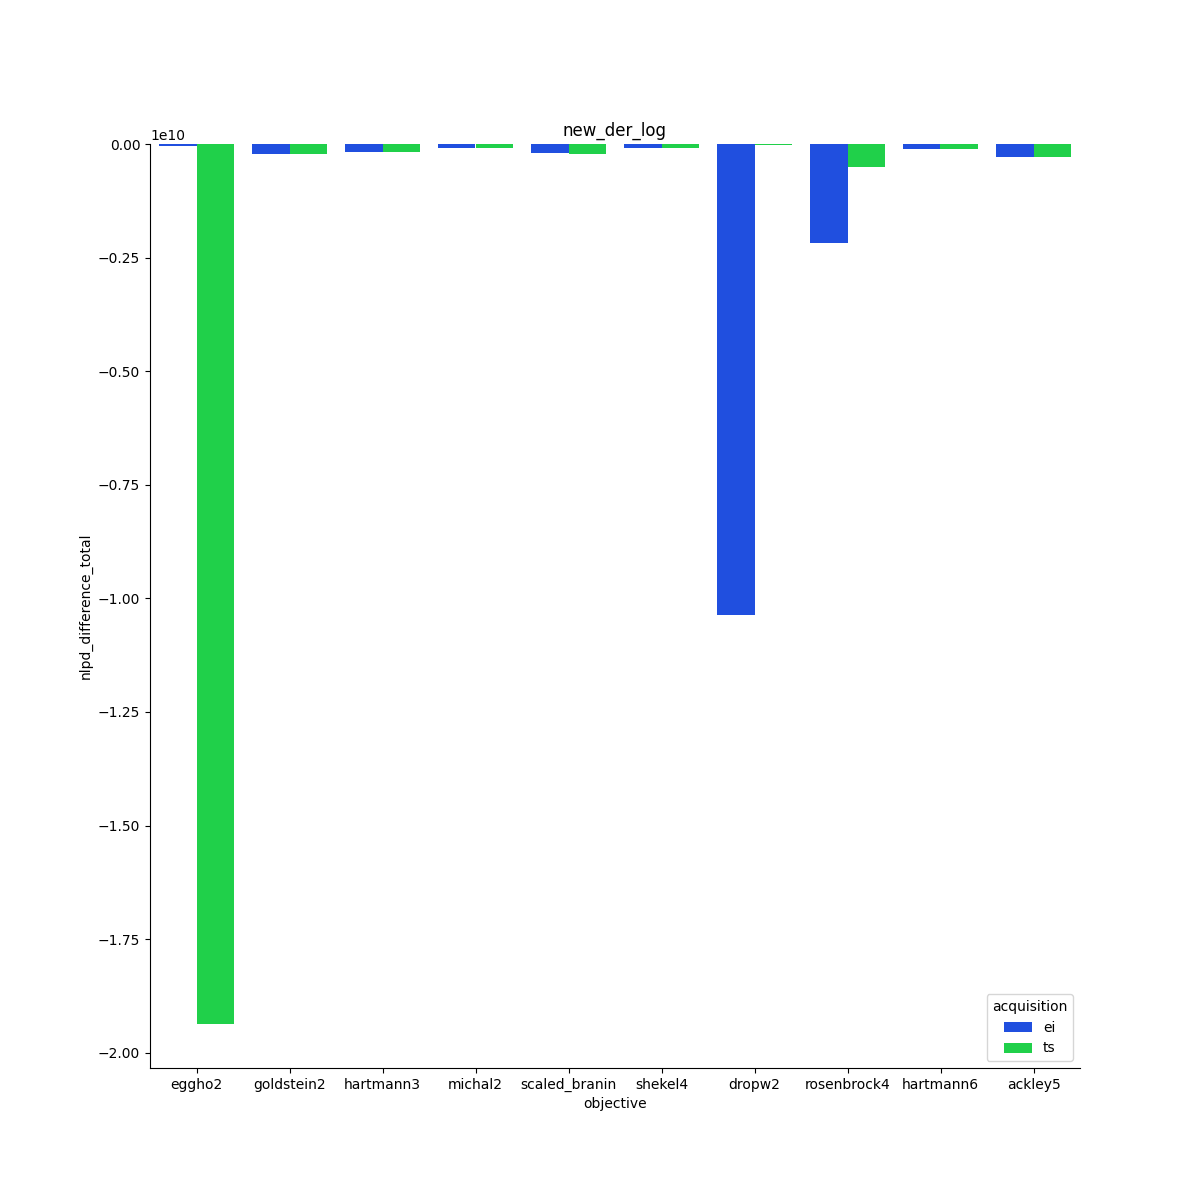 new_der_log
1e10
0.00
−0.25
−0.50
−0.75
−1.00
−1.25
−1.50
−1.75
−2.00
nlpd_difference_total
acquisition
ei
ts
eggho2 goldstein2 hartmann3 michal2 scaled_branin shekel4 dropw2 rosenbrock4 hartmann6 ackley5
objective